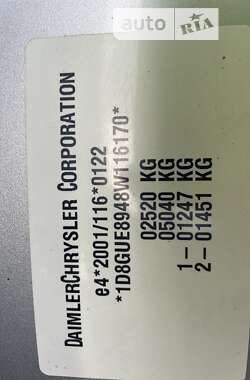 auto RIA
DAIMLERCHRYSLER CORPORATION
e4*2001/116*0122
*1D8GUE8948W116170*
02520 KG
05040 KG
1 – 01247 KG
2 – 01451 KG